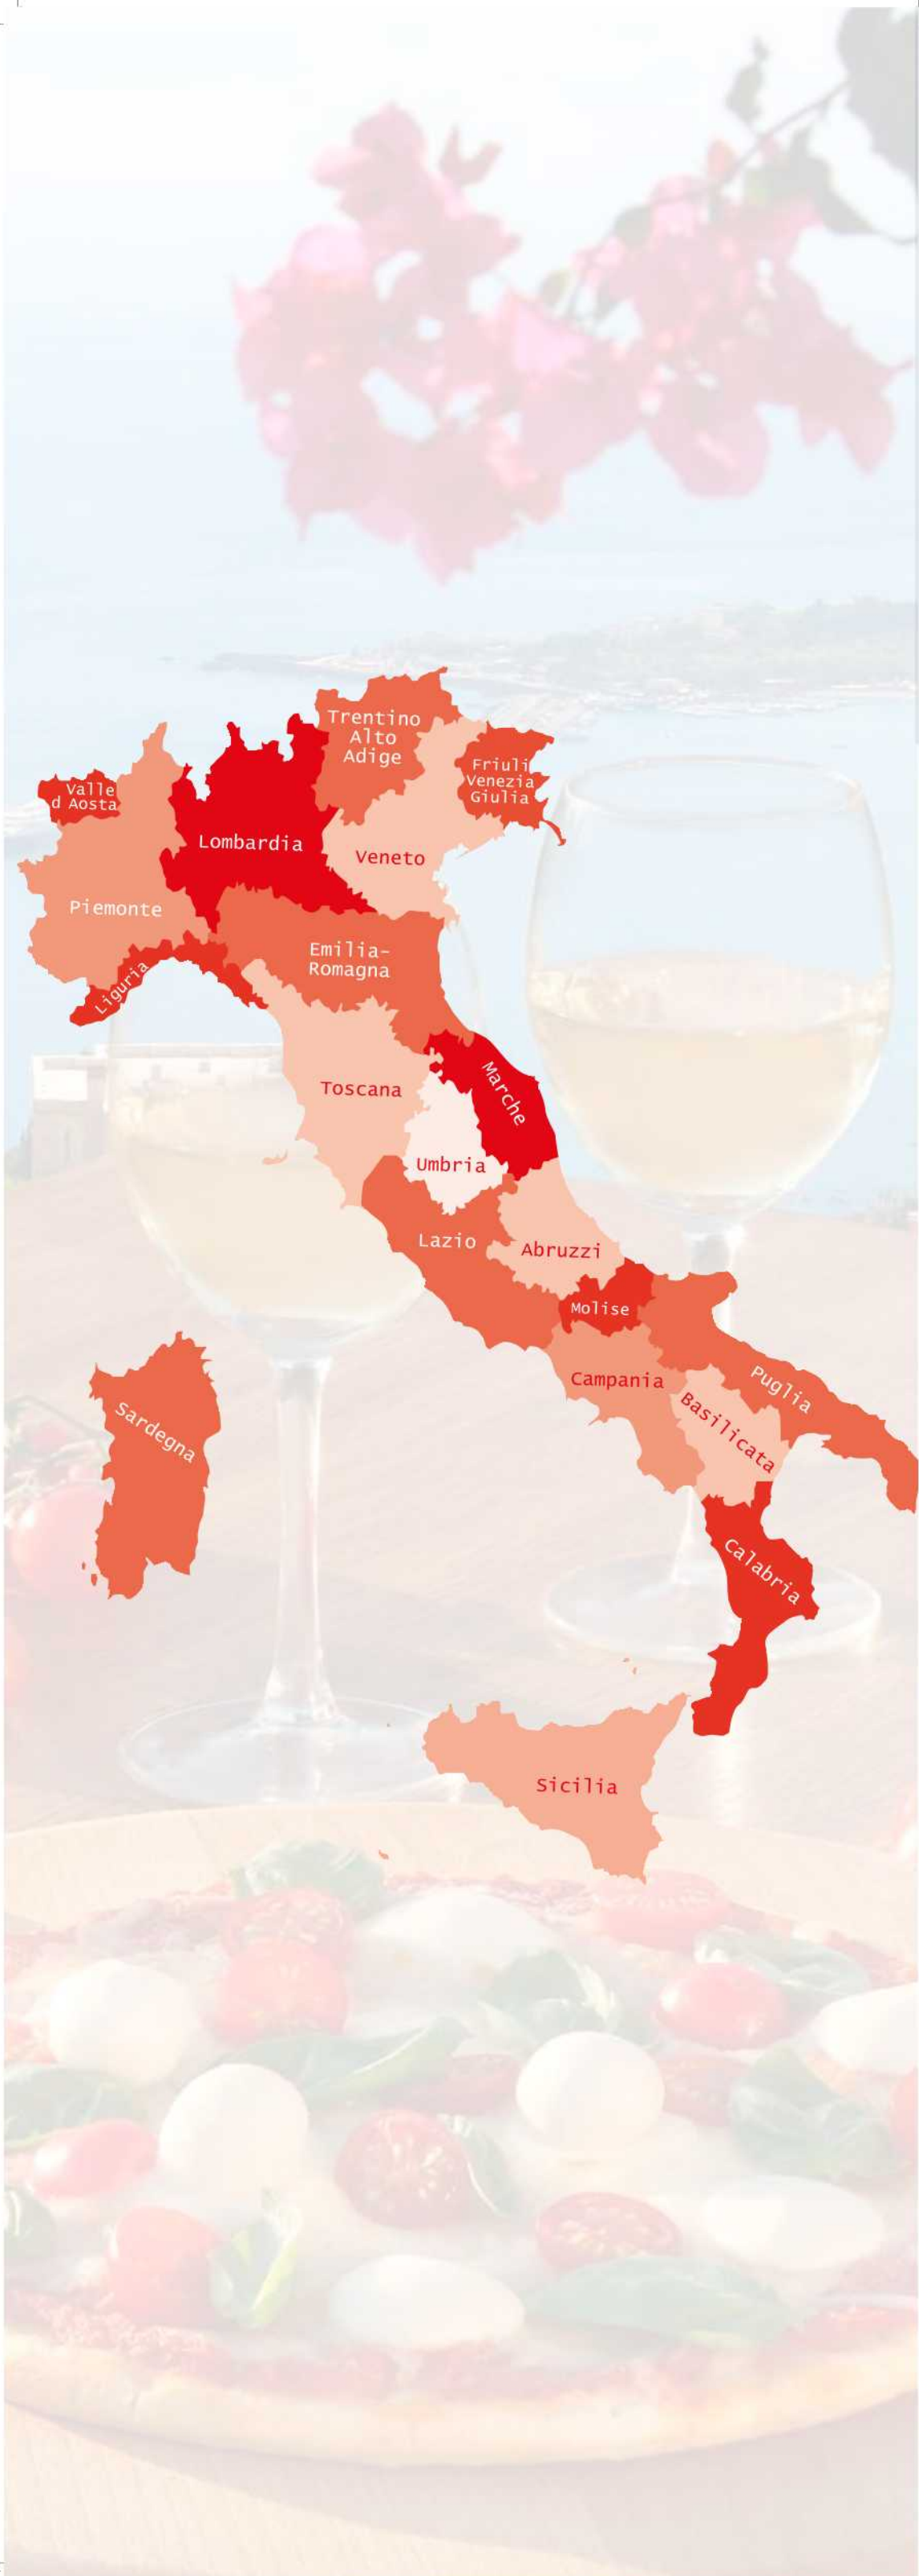 Trentino
Alto
Adige
Friuli
Venezia
Giulia
Valle
d Aosta
Lombardia
Veneto
Piemonte
Emilia-
Romagna
Liguria
Toscana
Marche
Umbria
Lazio
Abruzzi
Molise
Campania
Puglia
Basilicata
Sardegna
Calabria
Sicilia